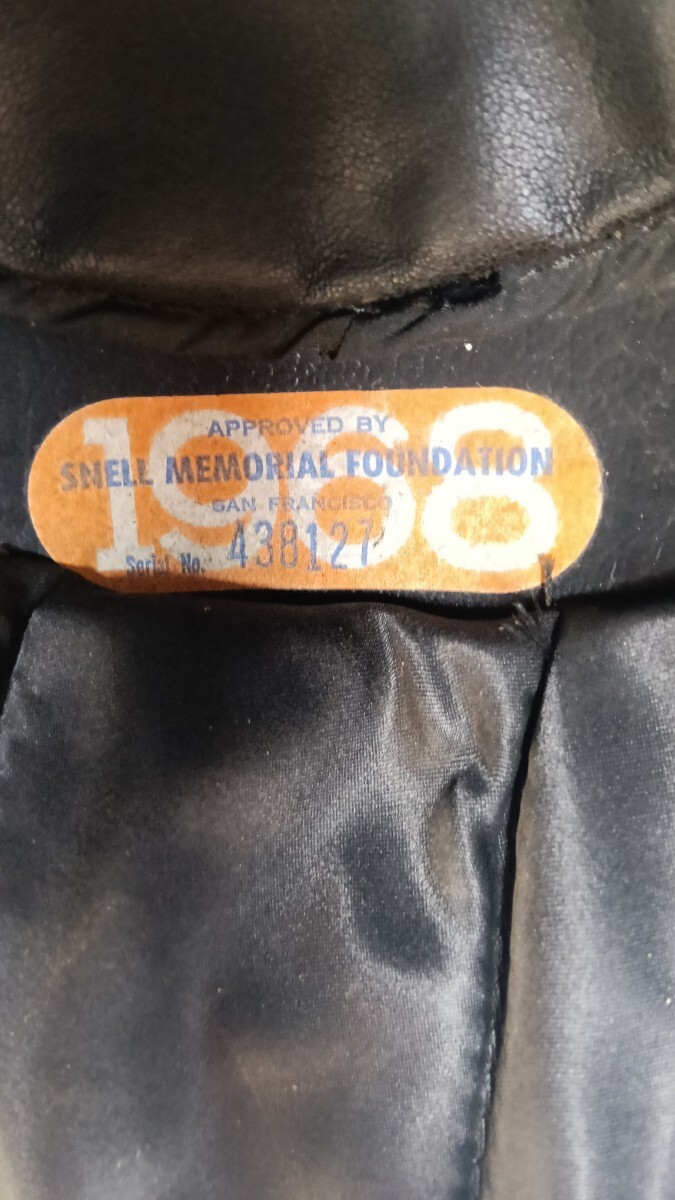 1968
APPROVED BY
SNELL MEMORIAL FOUNDATION
SAN FRANCISCO
Serial No. 438127